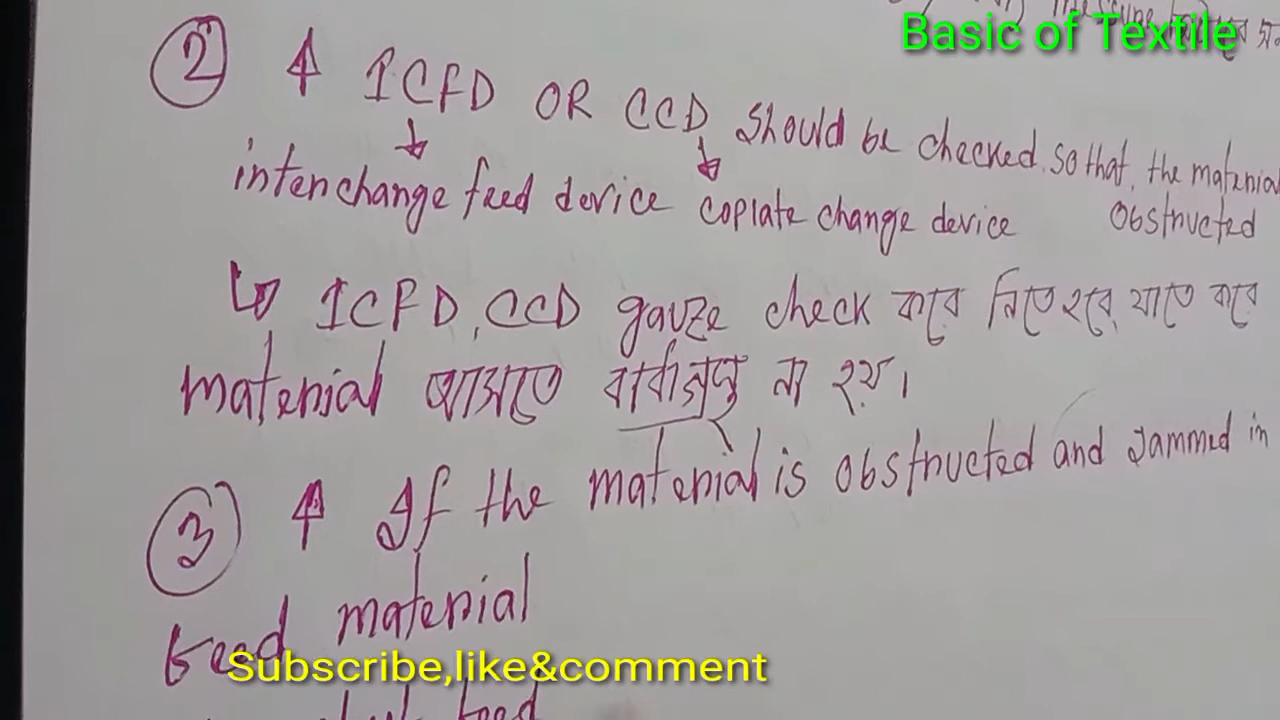 Basic of Textile
② ICFD OR CCD Should be checked. so that, the material
interchange feed device coplate change device Obstructed
ICFD, CCD gauze check করে নিতে হবে, যাতে করে
material আসতে বাধাগ্রস্ত না হয়।
③ If the material is Obstructed and Jammed in
feed material
Subscribe,like&comment
feed